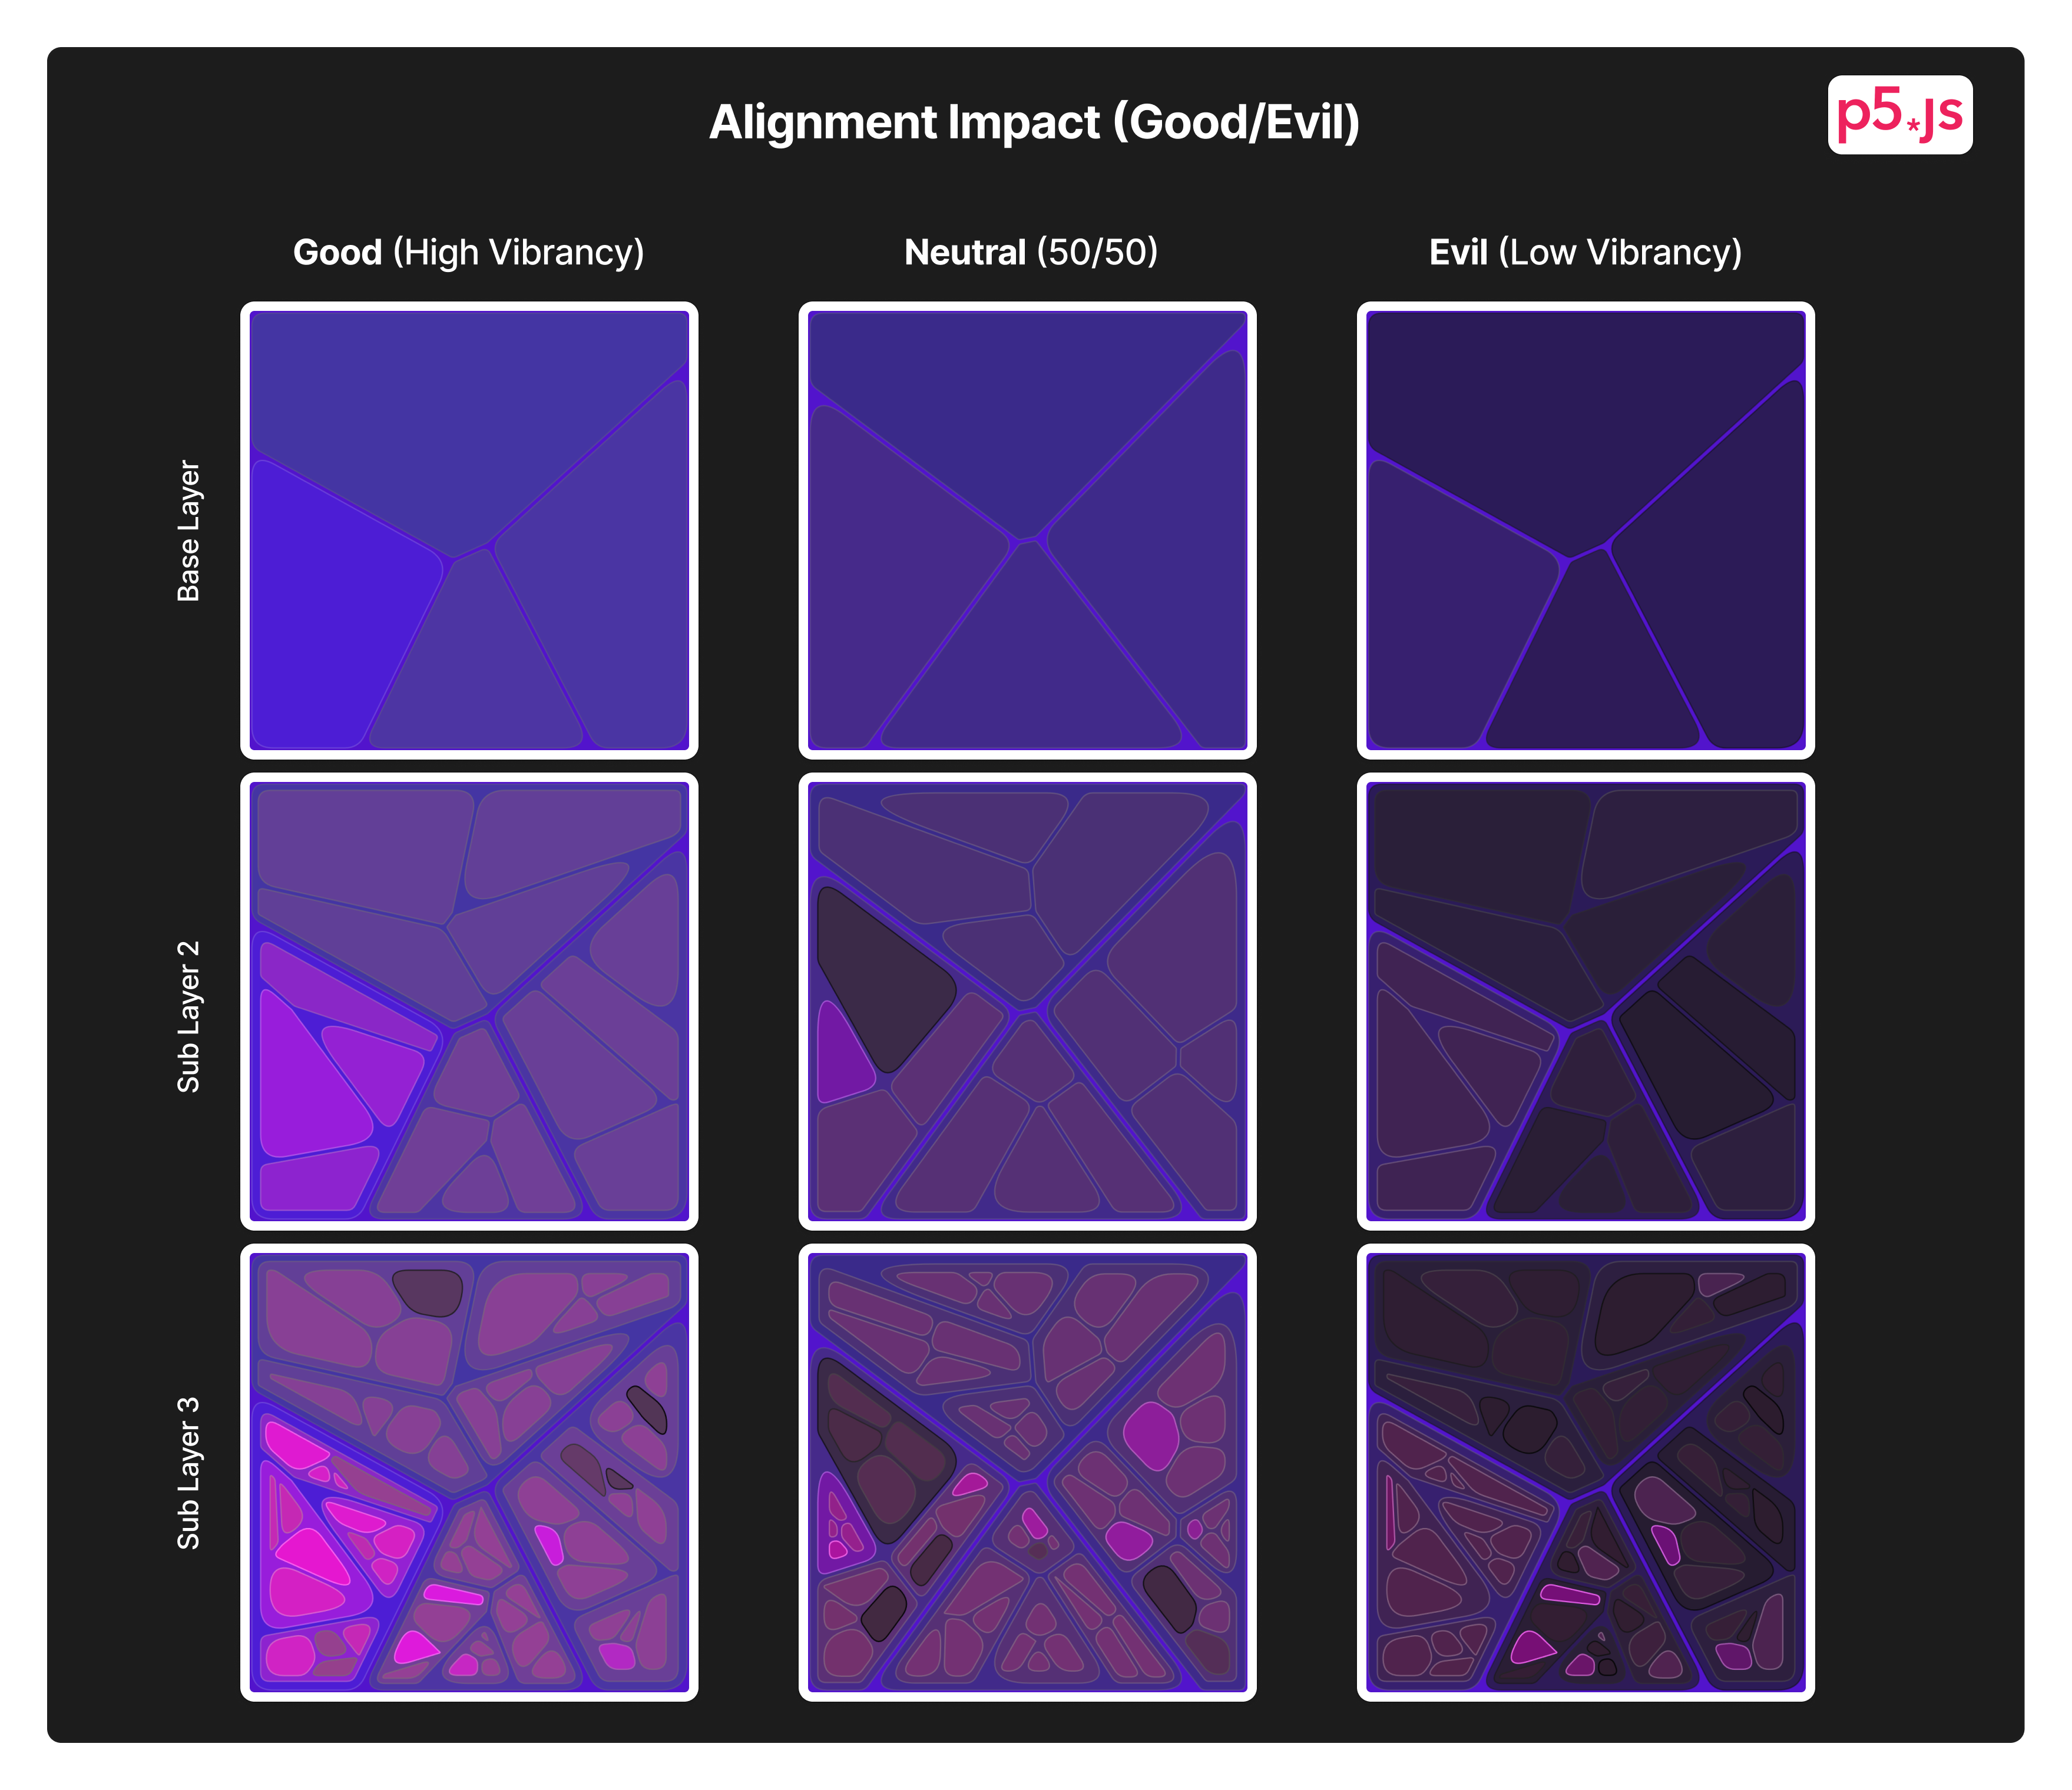 Alignment Impact (Good/Evil)
p5*JS
Good (High Vibrancy)
Neutral (50/50)
Evil (Low Vibrancy)
Base Layer
Sub Layer 2
Sub Layer 3